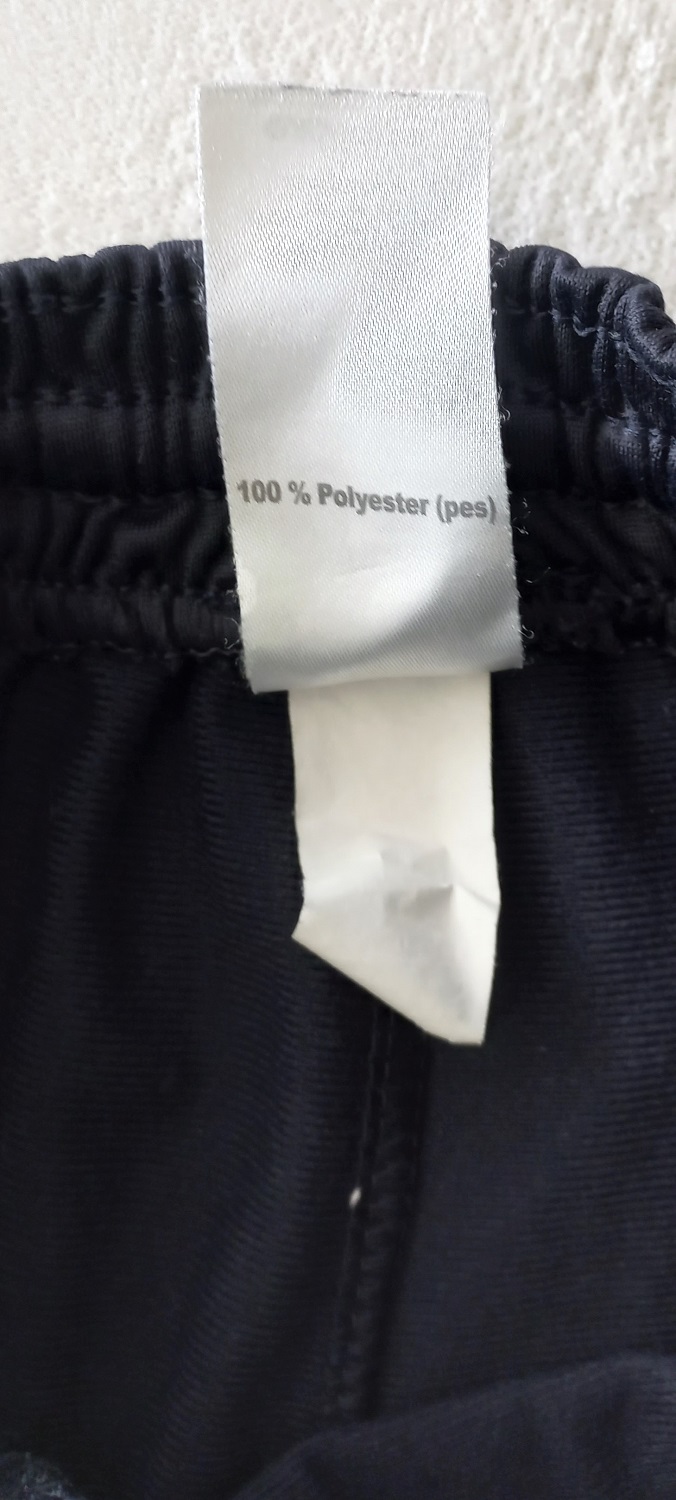 100 % Polyester (pes)